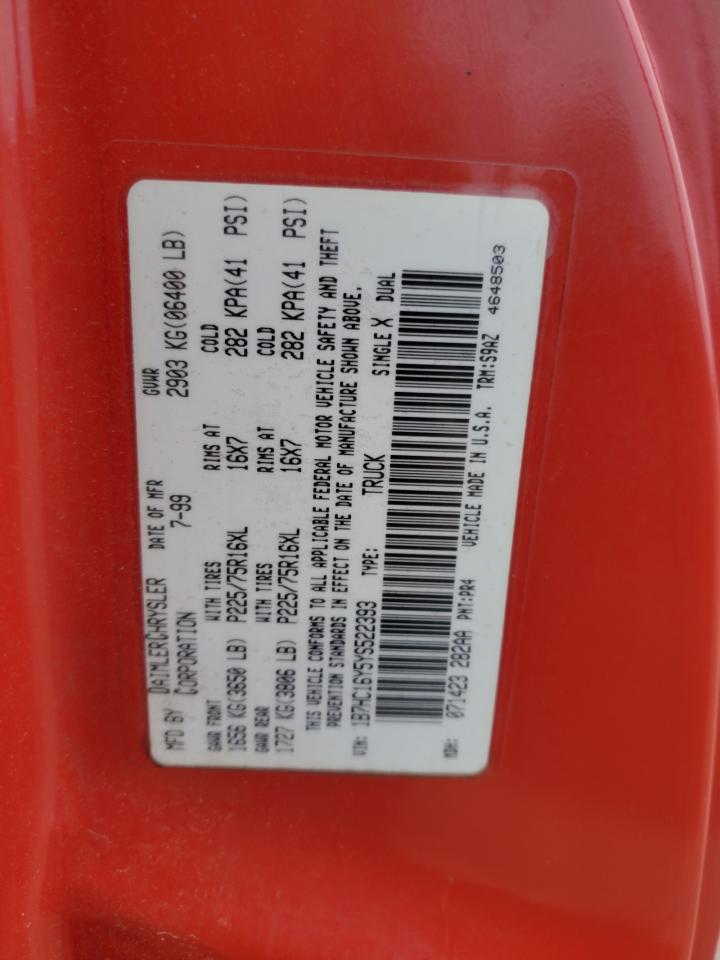 MFD BY DAIMLERCHRYSLER CORPORATION DATE OF MFR 7-99 GVWR 2903 KG(06400 LB)
GAWR FRONT WITH TIRES RIMS AT COLD
1656 KG(3650 LB) P225/75R16XL 16X7 282 KPA(41 PSI)
GAWR REAR WITH TIRES RIMS AT COLD
1727 KG(3806 LB) P225/75R16XL 16X7 282 KPA(41 PSI)
THIS VEHICLE CONFORMS TO ALL APPLICABLE FEDERAL MOTOR VEHICLE SAFETY AND THEFT
PREVENTION STANDARDS IN EFFECT ON THE DATE OF MANUFACTURE SHOWN ABOVE.
VIN: 1B7HC16Y5YS522393 TYPE: TRUCK SINGLE X DUAL
MDH: 071423 282AA PNT:PR4 VEHICLE MADE IN U.S.A. TRM:S9AZ 4648503